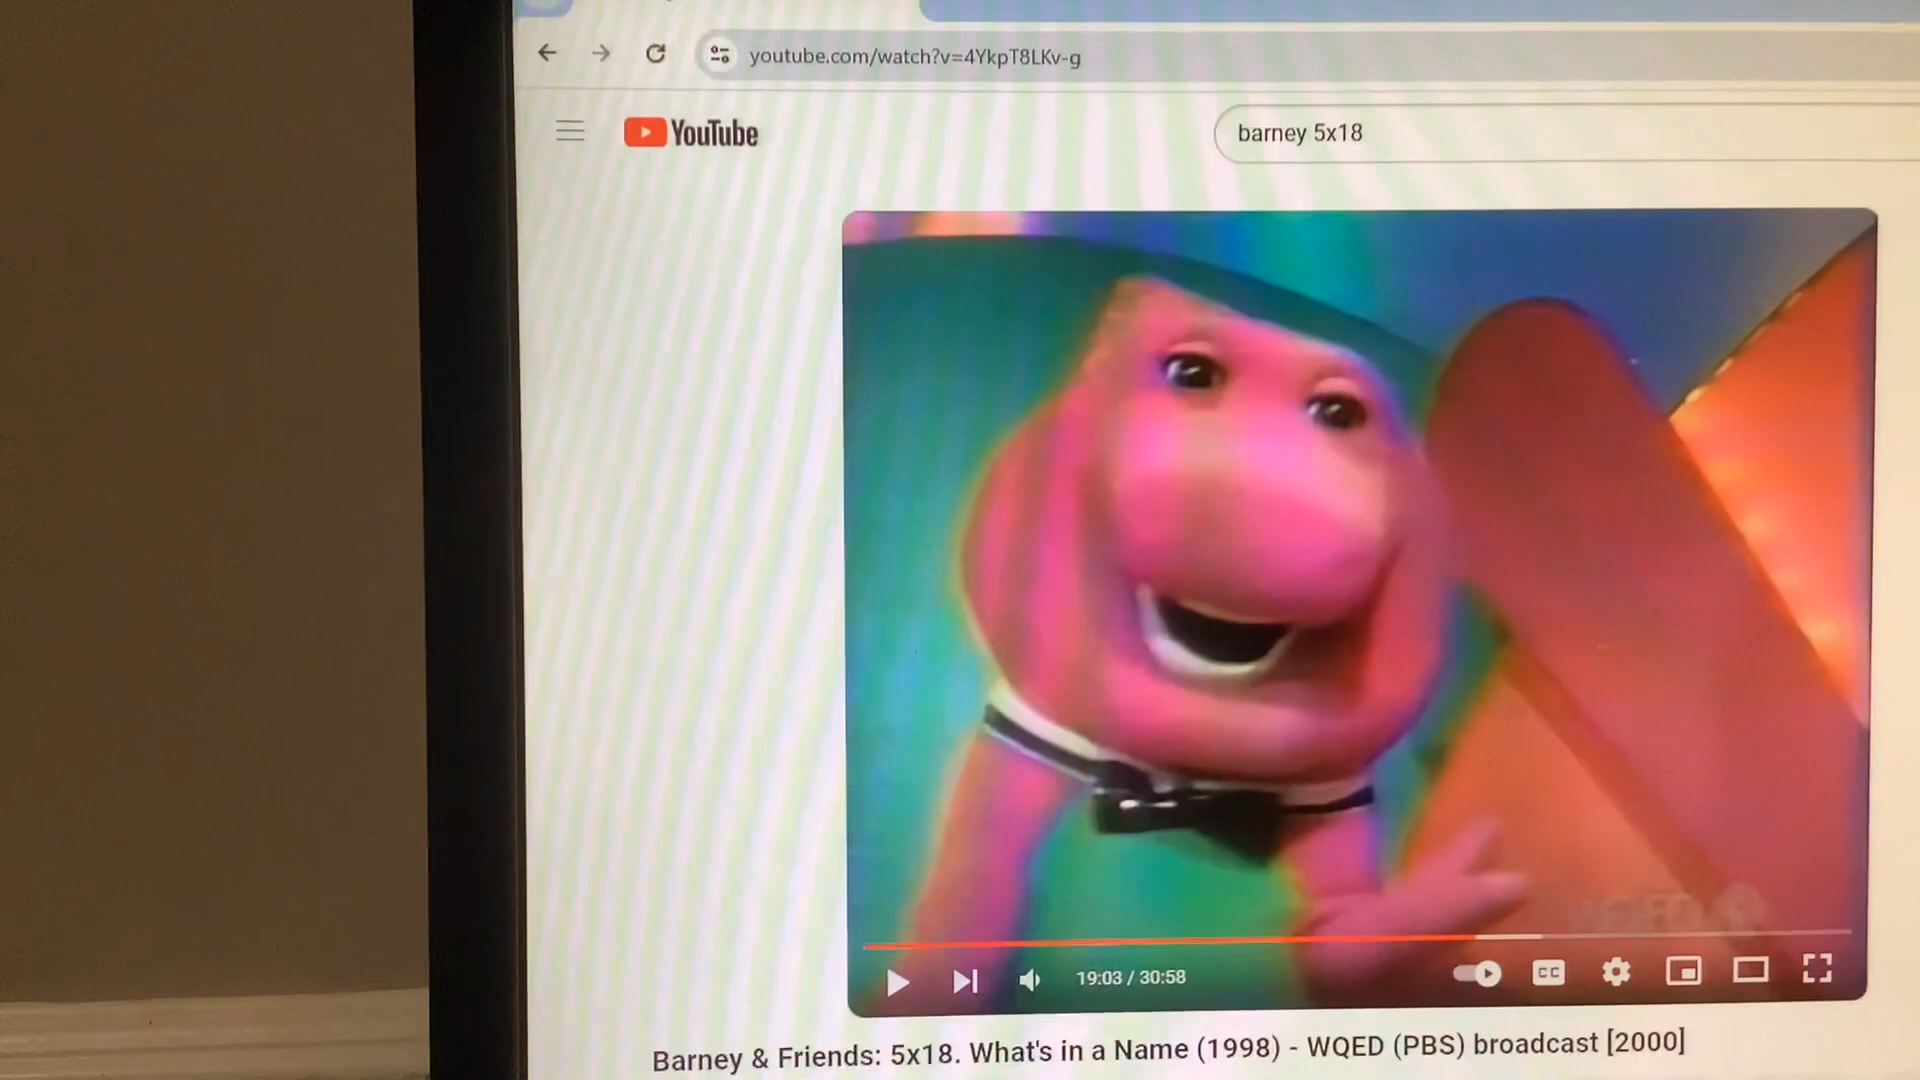 youtube.com/watch?v=4YkpT8LKv-g
YouTube
barney 5x18
WQED
19:03 / 30:58
CC
Barney & Friends: 5x18. What's in a Name (1998) - WQED (PBS) broadcast [2000]